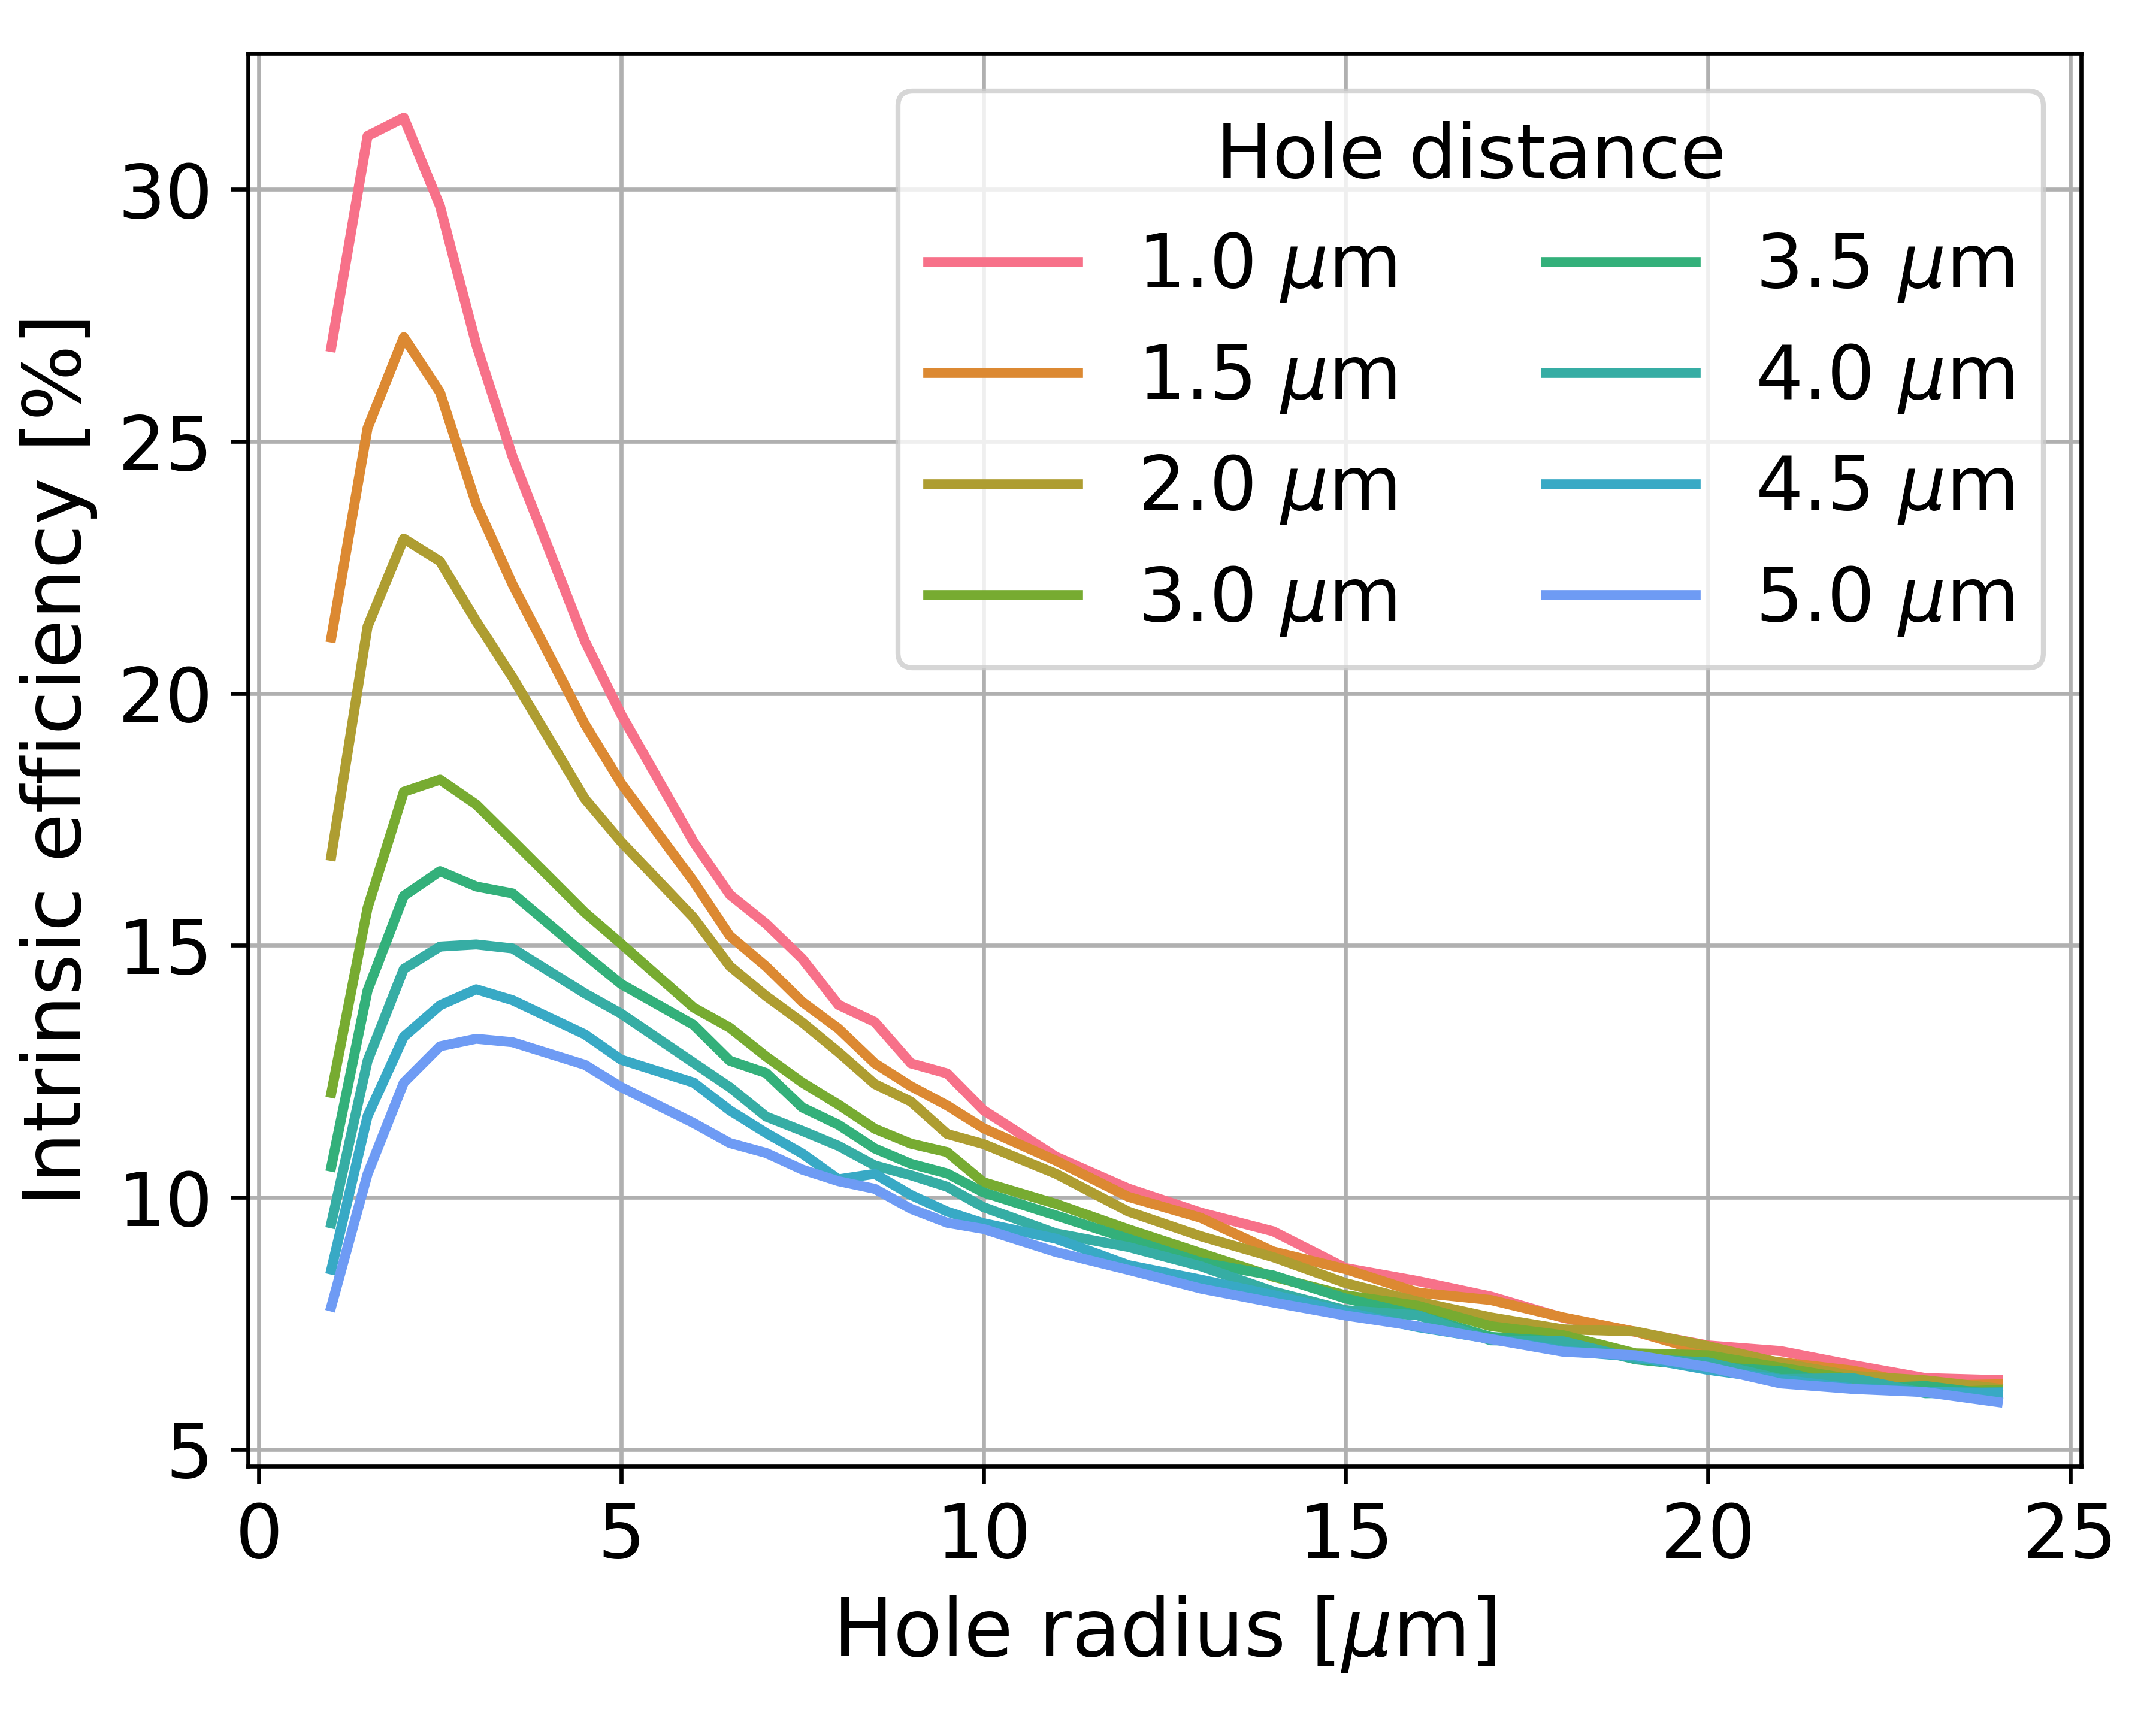 Intrinsic efficiency [%]
30
25
20
15
10
5
Hole distance
1.0 μm
1.5 μm
2.0 μm
3.0 μm
3.5 μm
4.0 μm
4.5 μm
5.0 μm
0 5 10 15 20 25
Hole radius [μm]